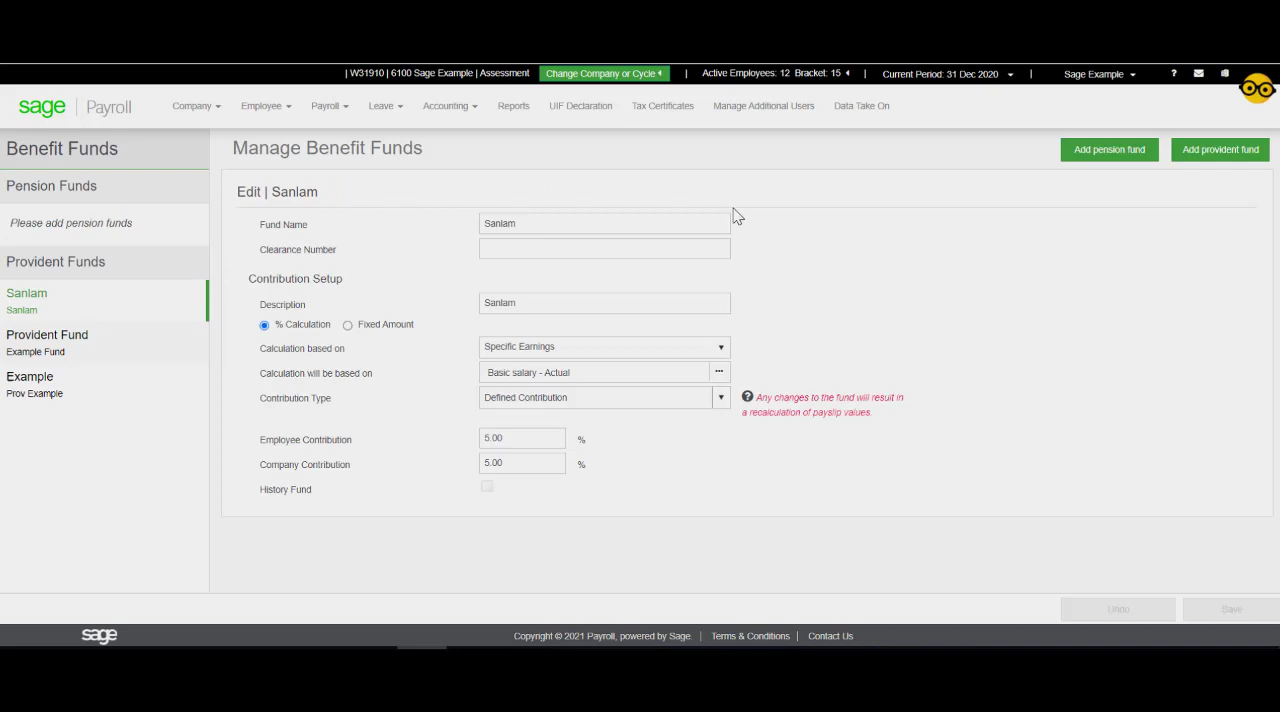 | W31910 | 6100 Sage Example | Assessment Change Company or Cycle | Active Employees: 12 Bracket: 15 Current Period: 31 Dec 2020 | Sage Example ?
sage | Payroll Company Employee Payroll Leave Accounting Reports UIF Declaration Tax Certificates Manage Additional Users Data Take On
Benefit Funds
Pension Funds
Please add pension funds
Provident Funds
Sanlam
Sanlam
Provident Fund
Example Fund
Example
Prov Example
Manage Benefit Funds
Add pension fund Add provident fund
Edit | Sanlam
Fund Name Sanlam
Clearance Number
Contribution Setup
Description Sanlam
% Calculation Fixed Amount
Calculation based on Specific Earnings
Calculation will be based on Basic salary - Actual ...
Contribution Type Defined Contribution ? Any changes to the fund will result in
a recalculation of payslip values.
Employee Contribution 5.00 %
Company Contribution 5.00 %
History Fund
Undo Save
sage Copyright © 2021 Payroll, powered by Sage. | Terms & Conditions | Contact Us